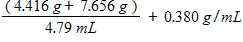 ( 4.416 g + 7.656 g )
4.79 mL
+ 0.380 g/mL